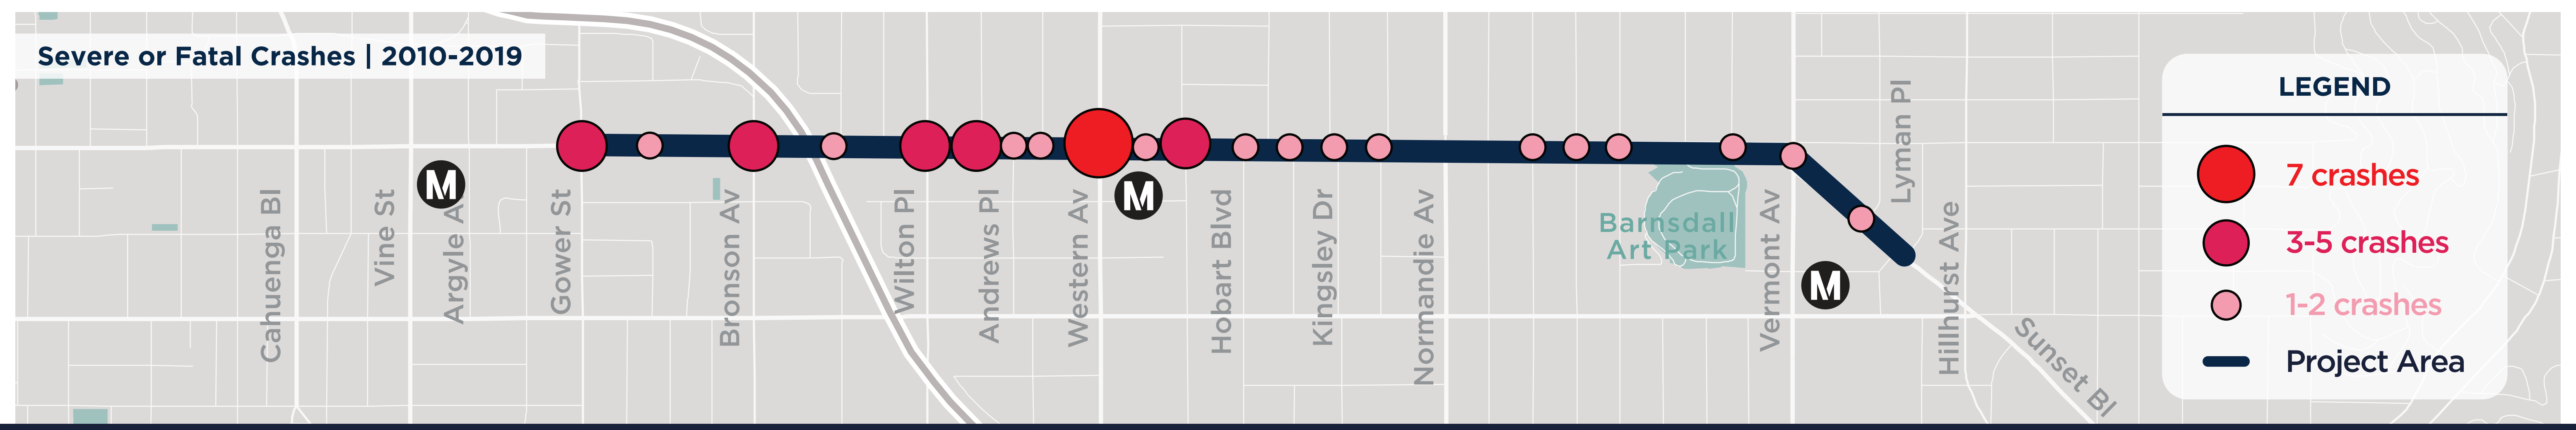 Severe or Fatal Crashes | 2010-2019
Cahuenga Bl
Vine St
M
Argyle A
Gower St
Bronson Av
Wilton Pl
Andrews Pl
Western Av
M
Hobart Blvd
Kingsley Dr
Normandie Av
Barnsdall
Art Park
Vermont Av
M
Lyman Pl
Hillhurst Ave
Sunset Bl
LEGEND
7 crashes
3-5 crashes
1-2 crashes
Project Area